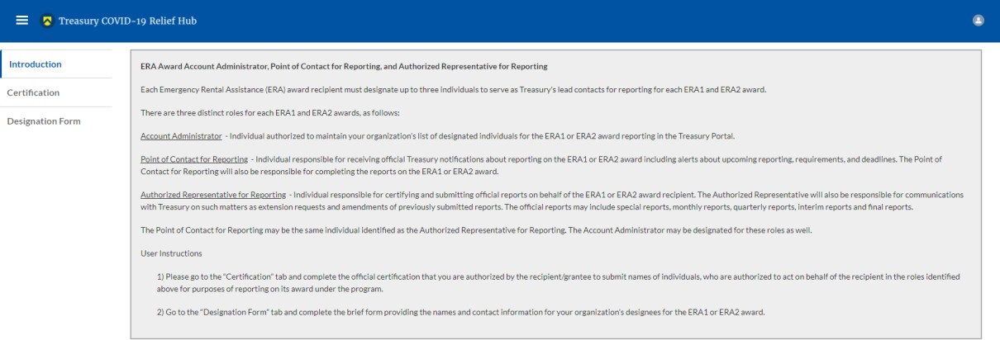 Treasury COVID-19 Relief Hub
Introduction
Certification
Designation Form
ERA Award Account Administrator, Point of Contact for Reporting, and Authorized Representative for Reporting
Each Emergency Rental Assistance (ERA) award recipient must designate up to three individuals to serve as Treasury's lead contacts for reporting for each ERA1 and ERA2 award.
There are three distinct roles for each ERA1 and ERA2 awards, as follows:
Account Administrator - Individual authorized to maintain your organization's list of designated individuals for the ERA1 or ERA2 award reporting in the Treasury Portal.
Point of Contact for Reporting - Individual responsible for receiving official Treasury notifications about reporting on the ERA1 or ERA2 award including alerts about upcoming reporting, requirements, and deadlines. The Point of
Contact for Reporting will also be responsible for completing the reports on the ERA1 or ERA2 award.
Authorized Representative for Reporting - Individual responsible for certifying and submitting official reports on behalf of the ERA1 or ERA2 award recipient. The Authorized Representative will also be responsible for communications
with Treasury on such matters as extension requests and amendments of previously submitted reports. The official reports may include special reports, monthly reports, quarterly reports, interim reports and final reports.
The Point of Contact for Reporting may be the same individual identified as the Authorized Representative for Reporting. The Account Administrator may be designated for these roles as well.
User Instructions
1) Please go to the "Certification" tab and complete the official certification that you are authorized by the recipient/grantee to submit names of individuals, who are authorized to act on behalf of the recipient in the roles identified
above for purposes of reporting on its award under the program.
2) Go to the "Designation Form" tab and complete the brief form providing the names and contact information for your organization's designees for the ERA1 or ERA2 award.